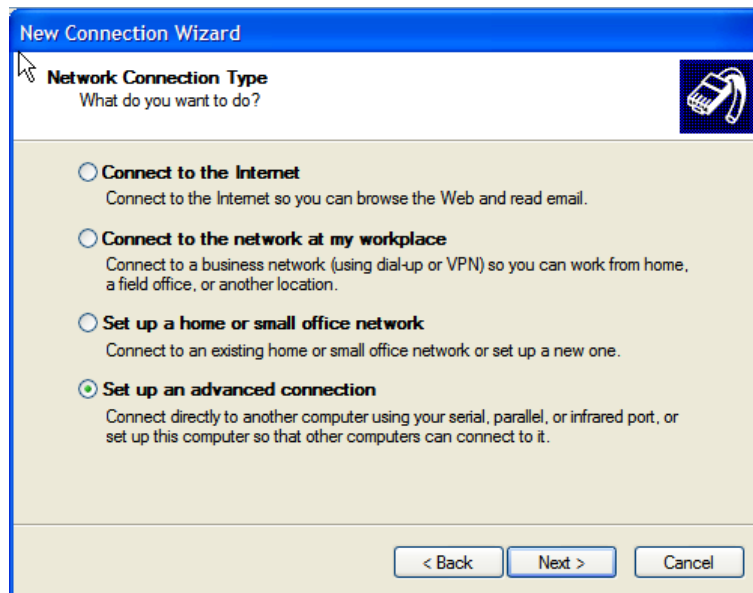 New Connection Wizard
Network Connection Type
What do you want to do?
Connect to the Internet
Connect to the Internet so you can browse the Web and read email.
Connect to the network at my workplace
Connect to a business network (using dial-up or VPN) so you can work from home,
a field office, or another location.
Set up a home or small office network
Connect to an existing home or small office network or set up a new one.
Set up an advanced connection
Connect directly to another computer using your serial, parallel, or infrared port, or
set up this computer so that other computers can connect to it.
< Back Next > Cancel